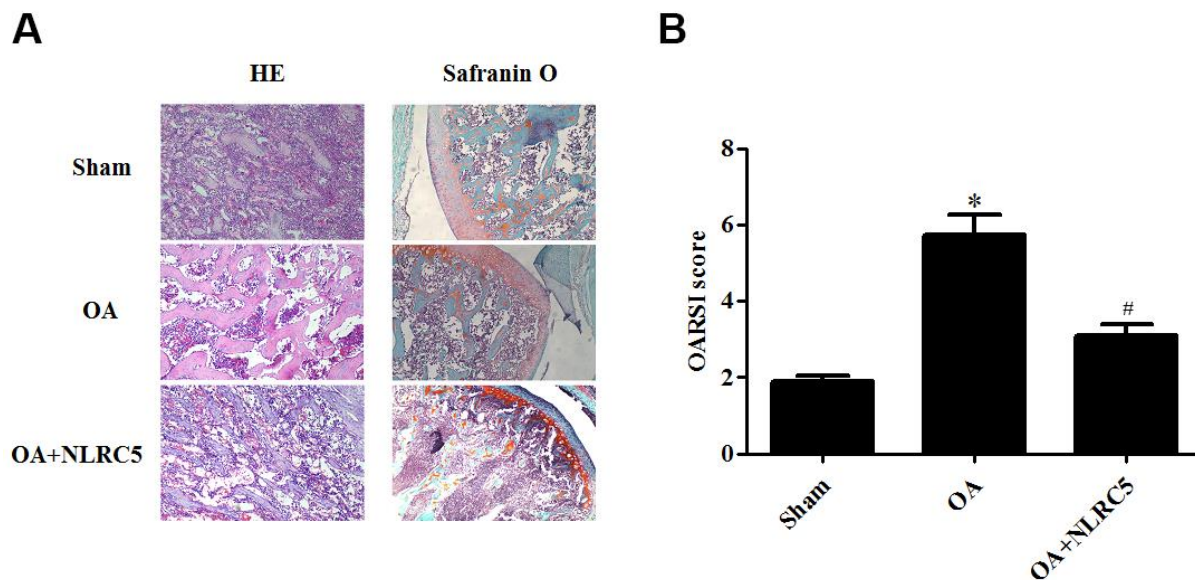 A
HE Safranin O
Sham
OA
OA+NLRC5
B
OARSI score
8
6
4
2
0
*
#
Sham
OA
OA+NLRC5